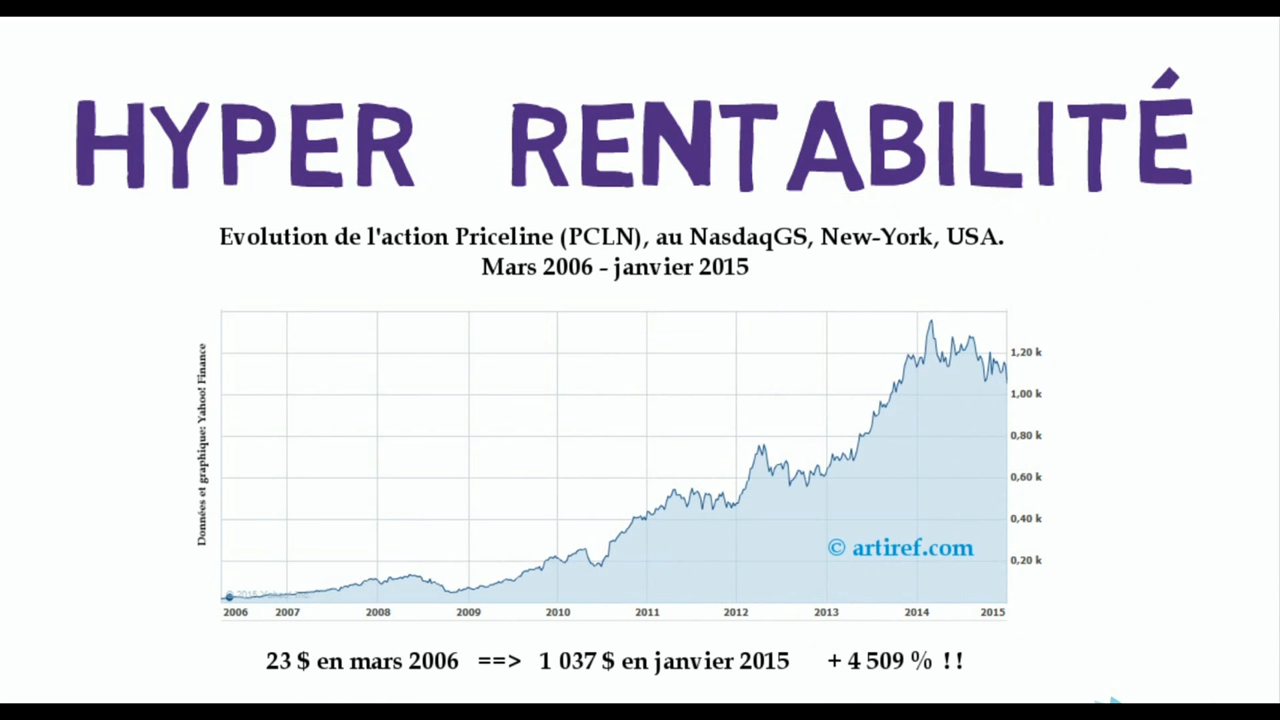 HYPER RENTABILITÉ
Evolution de l'action Priceline (PCLN), au NasdaqGS, New-York, USA.
Mars 2006 - janvier 2015
Données et graphique: Yahoo! Finance
1,20 k
1,00 k
0,80 k
0,60 k
0,40 k
0,20 k
© artiref.com
© 2015
2006 2007 2008 2009 2010 2011 2012 2013 2014 2015
23 $ en mars 2006 ==> 1 037 $ en janvier 2015 + 4 509 % !!